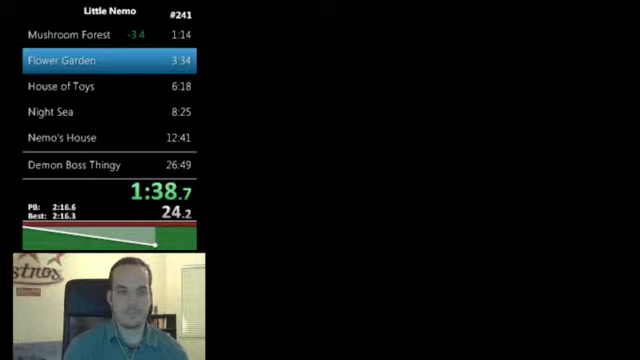 Little Nemo
#241
Mushroom Forest -3.4 1:14
Flower Garden 3:34
House of Toys 6:18
Night Sea 8:25
Nemo's House 12:41
Demon Boss Thingy 26:49
1:38.7
PB: 2:16.6
Best: 2:16.3
24.2
stros